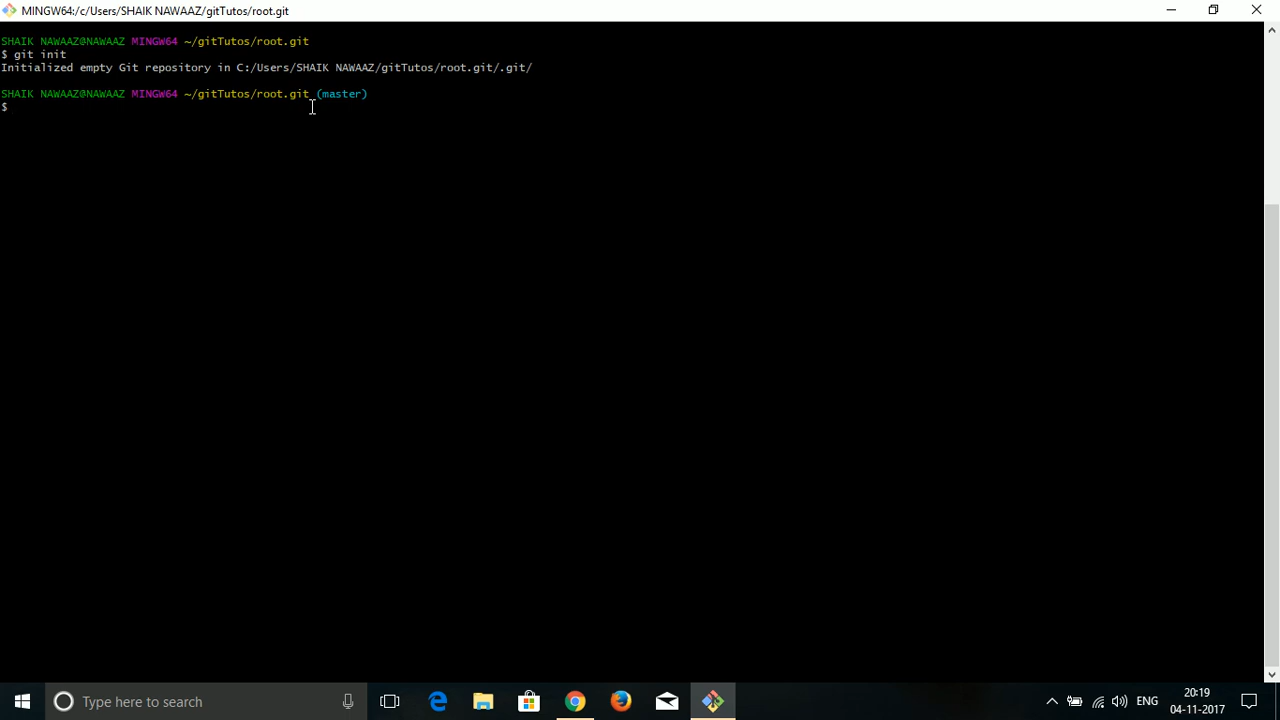 MINGW64:/c/Users/SHAIK NAWAAZ/gitTutos/root.git
SHAIK NAWAAZ@NAWAAZ MINGW64 ~/gitTutos/root.git
$ git init
Initialized empty Git repository in C:/Users/SHAIK NAWAAZ/gitTutos/root.git/.git/
SHAIK NAWAAZ@NAWAAZ MINGW64 ~/gitTutos/root.git (master)
$
Type here to search
ENG
20:19
04-11-2017